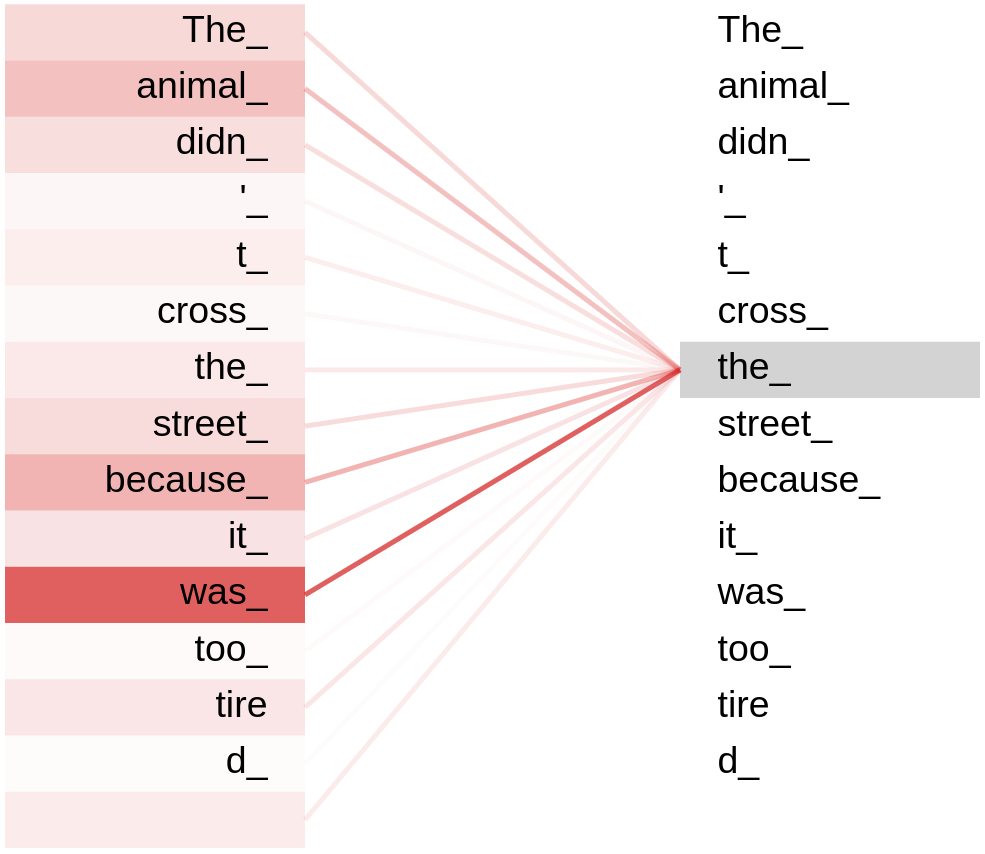 The_ The_
animal_ animal_
didn_ didn_
'_ '_
t_ t_
cross_ cross_
the_ the_
street_ street_
because_ because_
it_ it_
was_ was_
too_ too_
tire tire
d_ d_